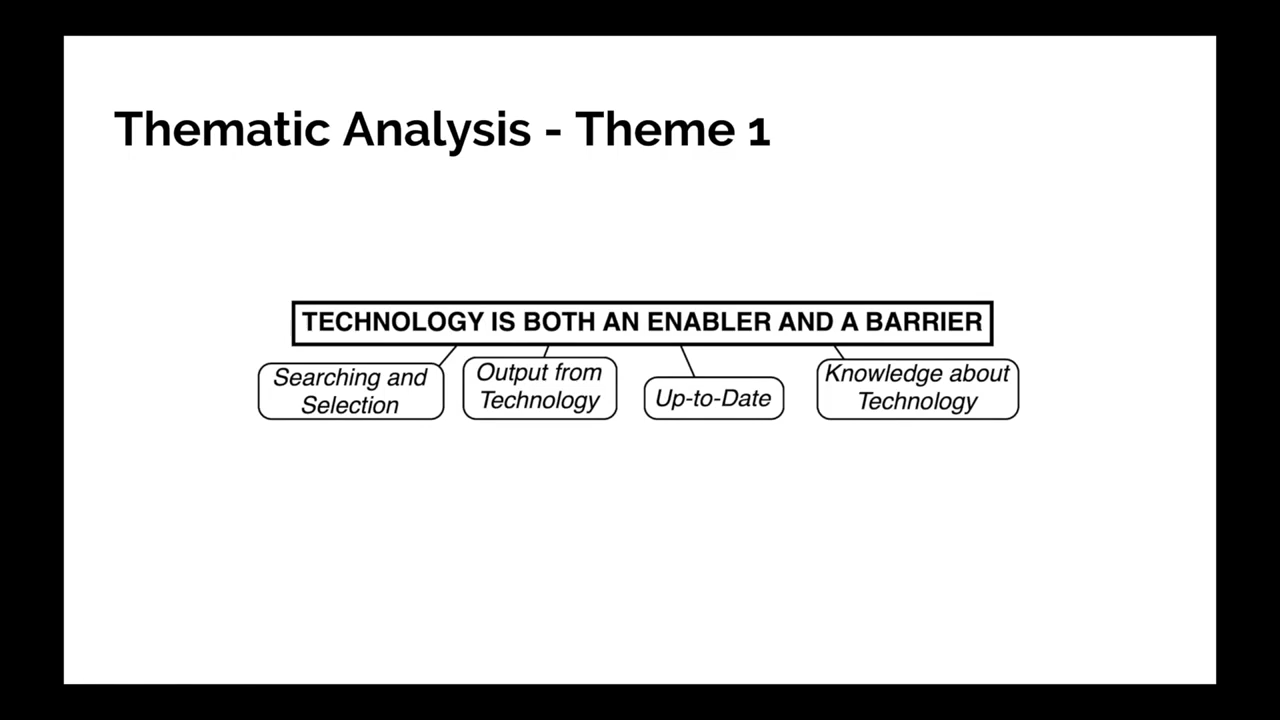 Thematic Analysis - Theme 1
TECHNOLOGY IS BOTH AN ENABLER AND A BARRIER
Searching and
Selection
Output from
Technology
Up-to-Date
Knowledge about
Technology